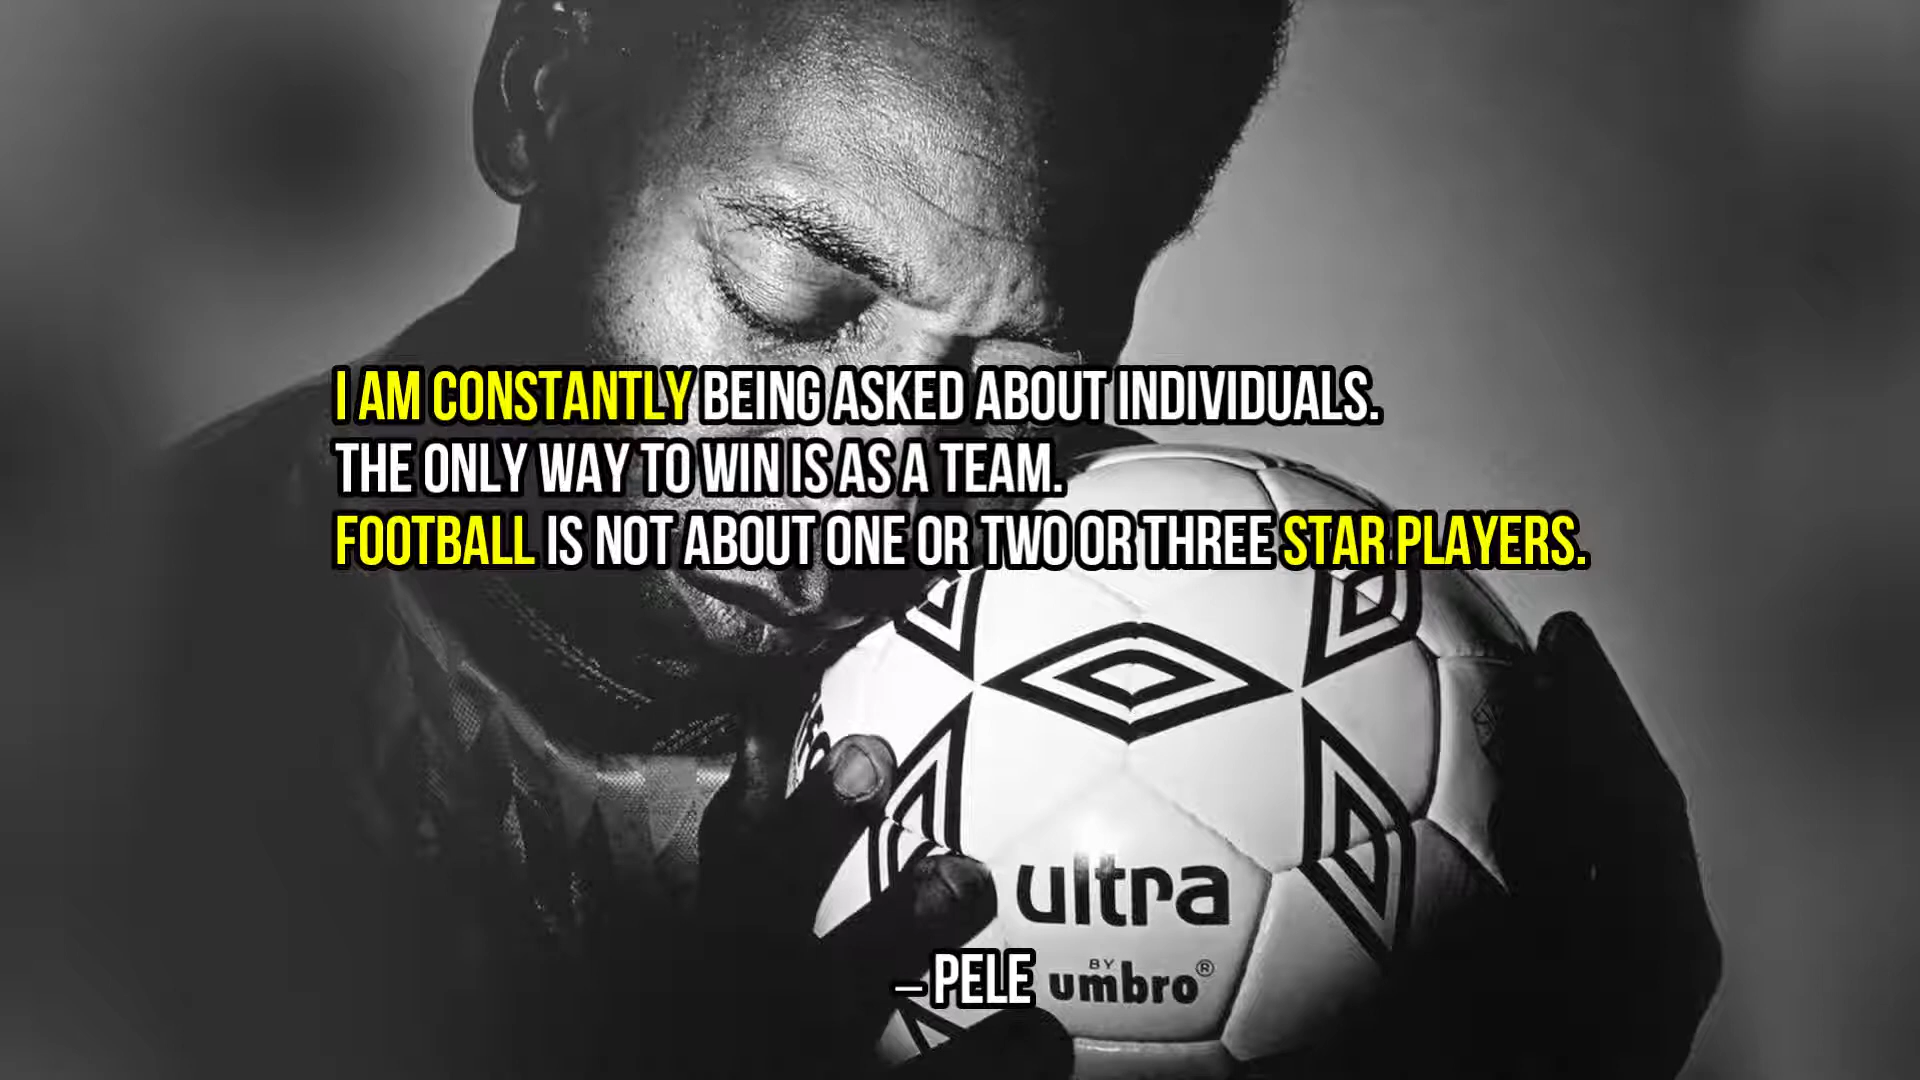 I AM CONSTANTLY BEING ASKED ABOUT INDIVIDUALS.
THE ONLY WAY TO WIN IS AS A TEAM.
FOOTBALL IS NOT ABOUT ONE OR TWO OR THREE STAR PLAYERS.
ultra
BY
umbro®
– PELE